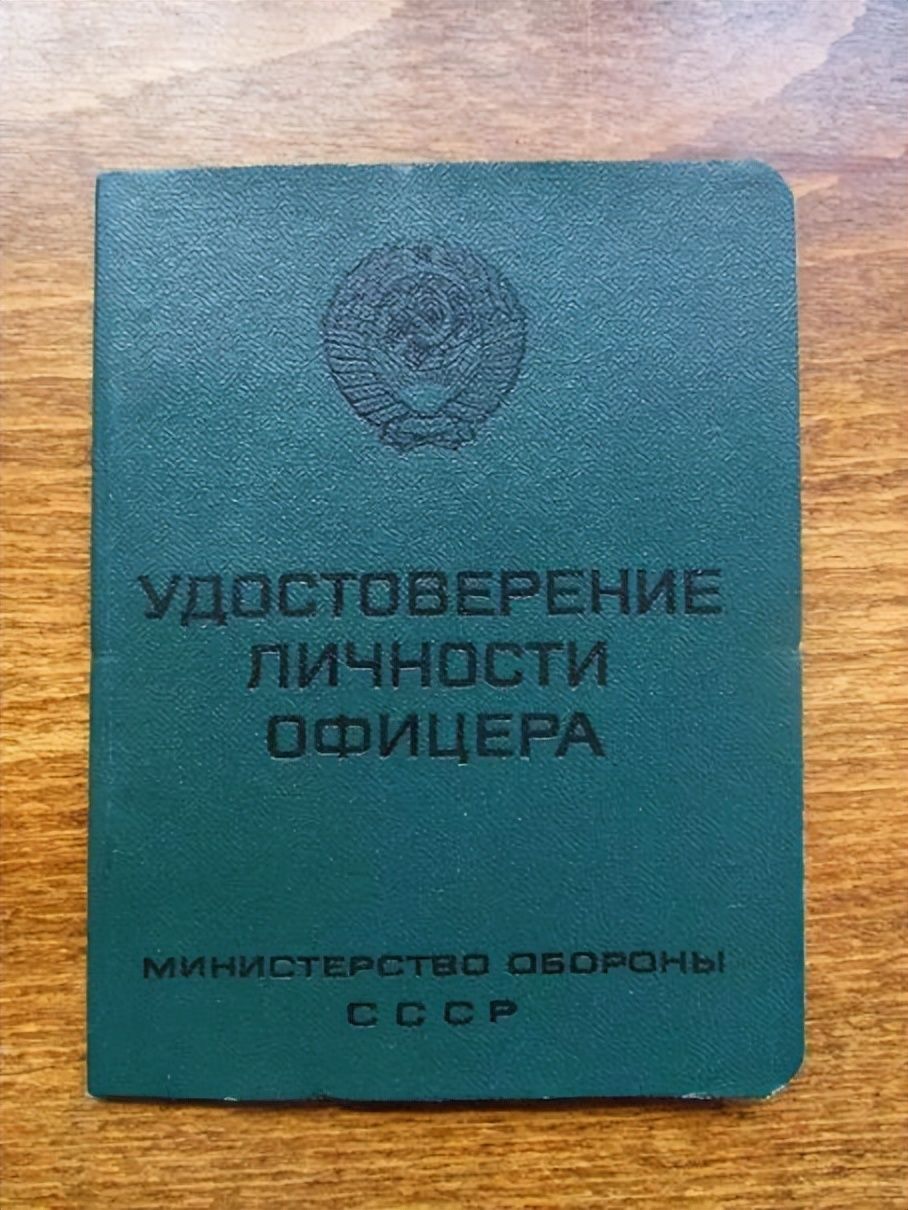 УДОСТОВЕРЕНИЕ
ЛИЧНОСТИ
ОФИЦЕРА
МИНИСТЕРСТВО ОБОРОНЫ
СССР